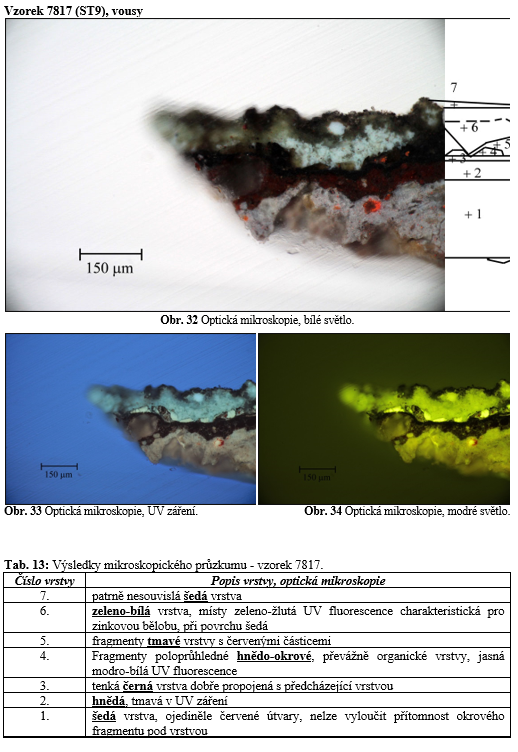 Vzorek 7817 (ST9), vousy
7
+
+ 6
+ 5
+ 4
+ 3
+ 2
+ 1
150 µm
Obr. 32 Optická mikroskopie, bílé světlo.
150 µm
150 µm
Obr. 33 Optická mikroskopie, UV záření.
Obr. 34 Optická mikroskopie, modré světlo.
Tab. 13: Výsledky mikroskopického průzkumu - vzorek 7817.
Číslo vrstvy Popis vrstvy, optická mikroskopie
7. patrně nesouvislá šedá vrstva
6. zeleno-bílá vrstva, místy zeleno-žlutá UV fluorescence charakteristická pro
zinkovou bělobu, při povrchu šedá
5. fragmenty tmavé vrstvy s červenými částicemi
4. Fragmenty poloprůhledné hnědo-okrové, převážně organické vrstvy, jasná
modro-bílá UV fluorescence
3. tenká černá vrstva dobře propojená s předcházející vrstvou
2. hnědá, tmavá v UV záření
1. šedá vrstva, ojediněle červené útvary, nelze vyloučit přítomnost okrového
fragmentu pod vrstvou